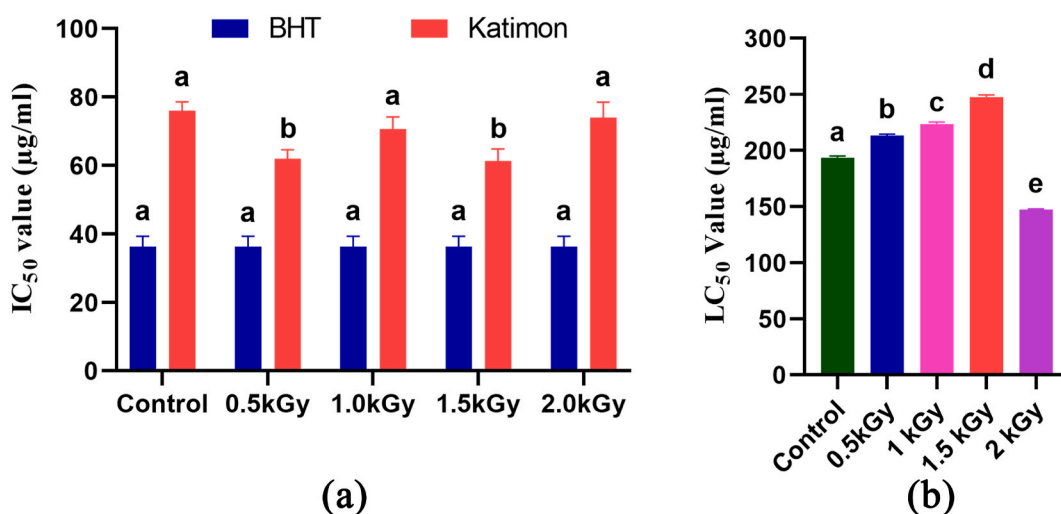 BHT Katimon
IC50 value (µg/ml)
100
80
60
40
20
0
a a a b a a a b a a
Control 0.5kGy 1.0kGy 1.5kGy 2.0kGy
(a)
LC50 Value (µg/ml)
300
250
200
150
100
50
0
a b c d e
Control 0.5kGy 1 kGy 1.5 kGy 2 kGy
(b)